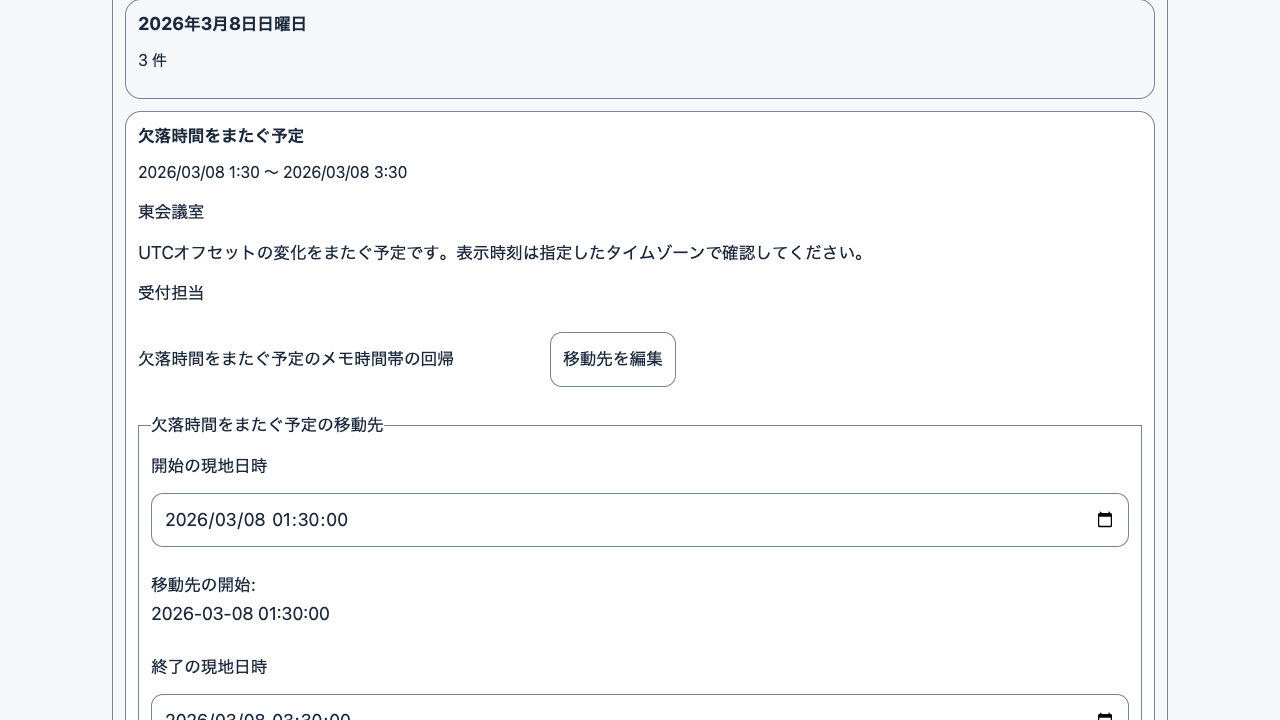 2026年3月8日日曜日
3 件
欠落時間をまたぐ予定
2026/03/08 1:30 〜 2026/03/08 3:30
東会議室
UTCオフセットの変化をまたぐ予定です。表示時刻は指定したタイムゾーンで確認してください。
受付担当
欠落時間をまたぐ予定のメモ時間帯の回帰
移動先を編集
欠落時間をまたぐ予定の移動先
開始の現地日時
2026/03/08 01:30:00
移動先の開始:
2026-03-08 01:30:00
終了の現地日時
2026/03/08 03:30:00